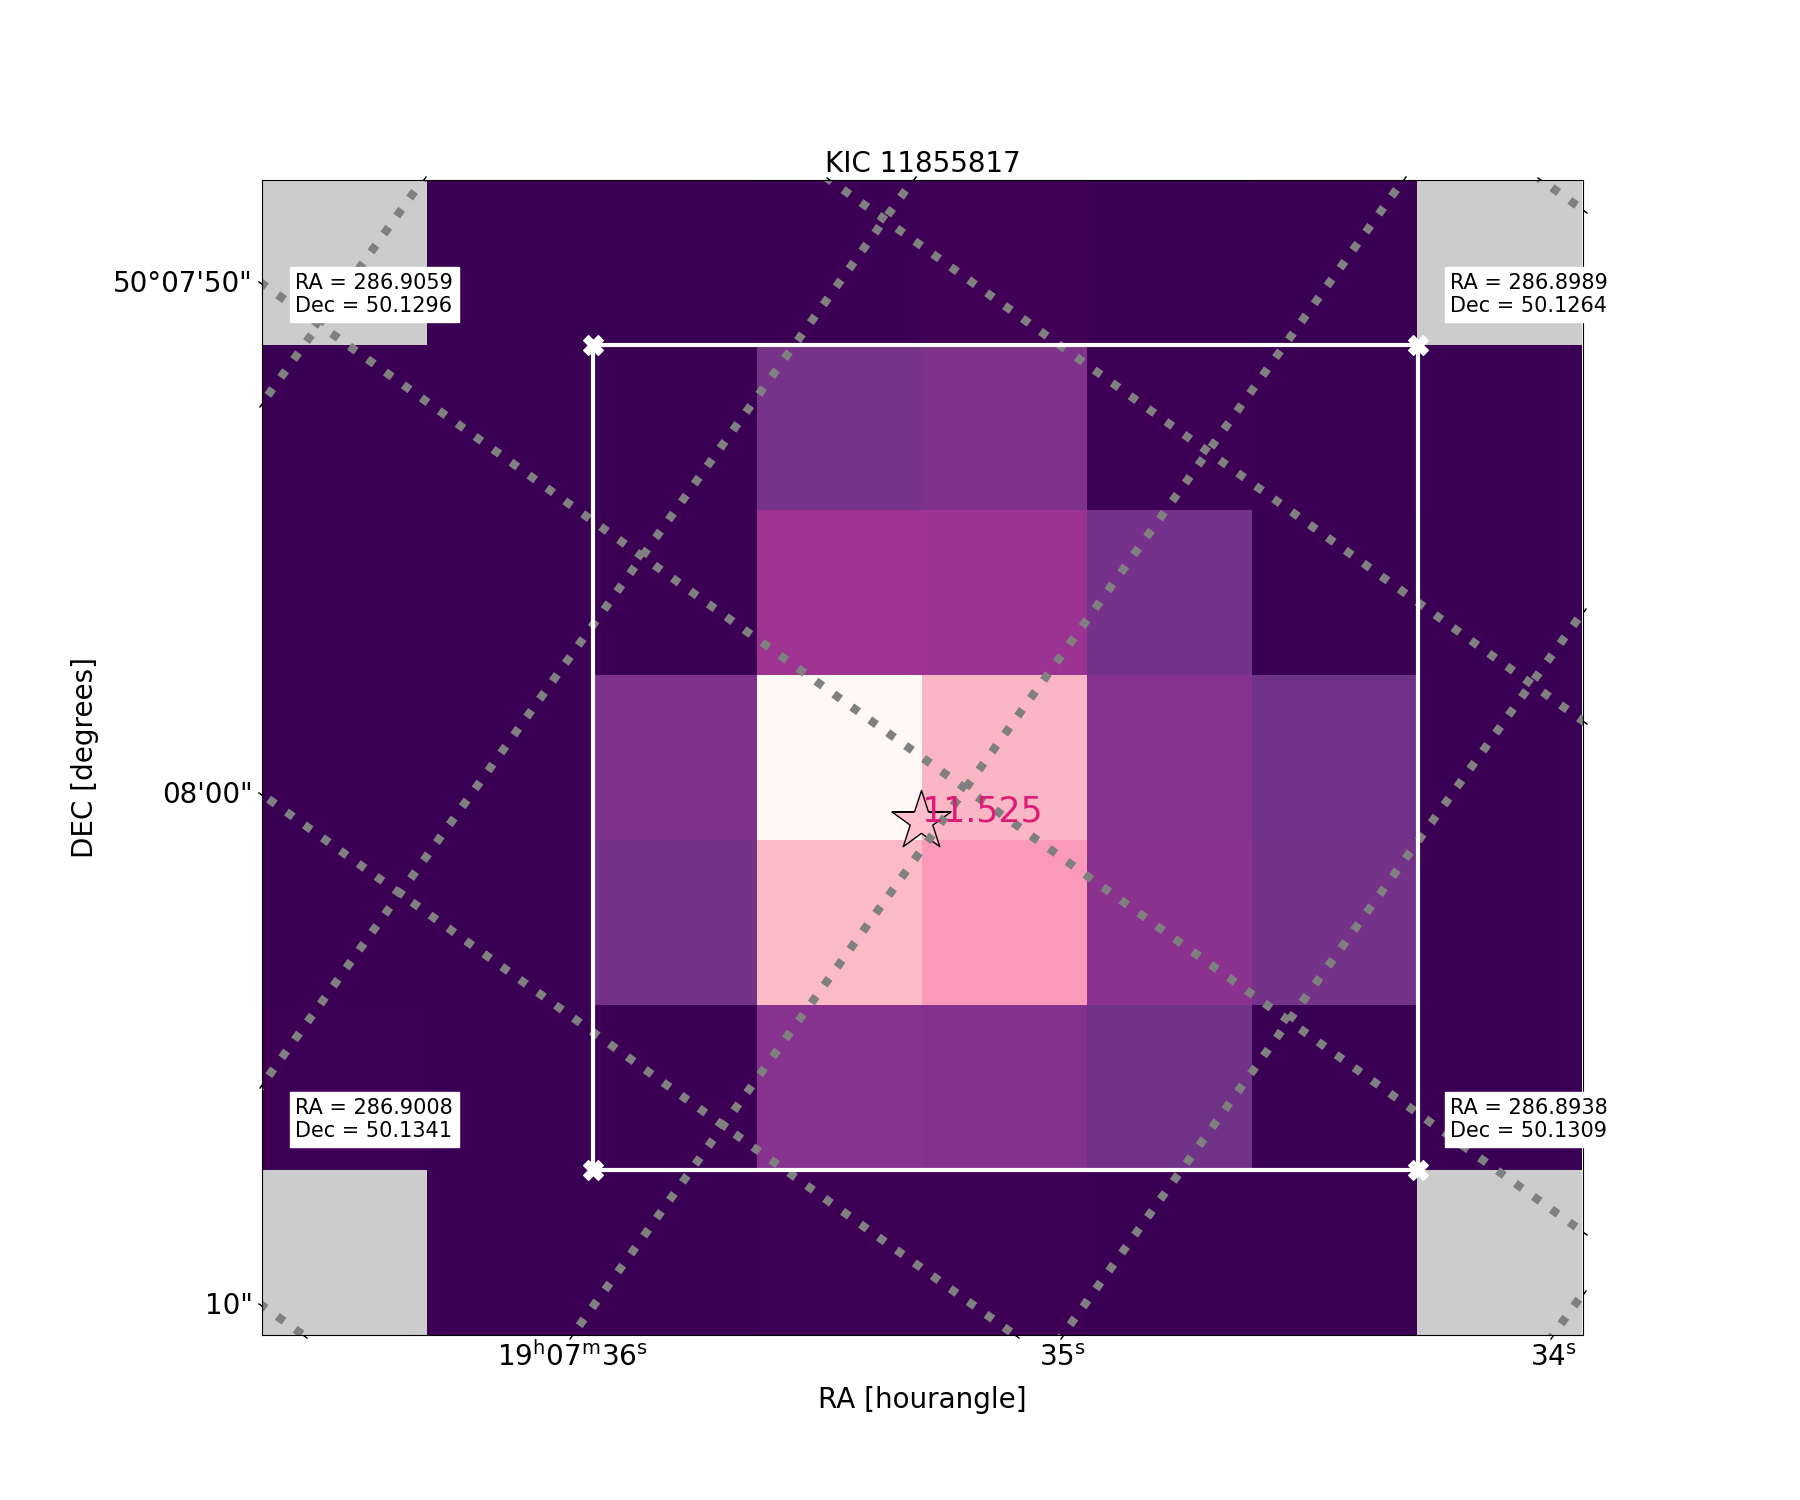 KIC 11855817
50°07'50"
RA = 286.9059
Dec = 50.1296
RA = 286.8989
Dec = 50.1264
08'00"
11.525
DEC [degrees]
RA = 286.9008
Dec = 50.1341
RA = 286.8938
Dec = 50.1309
10"
19h07m36s
35s
34s
RA [hourangle]